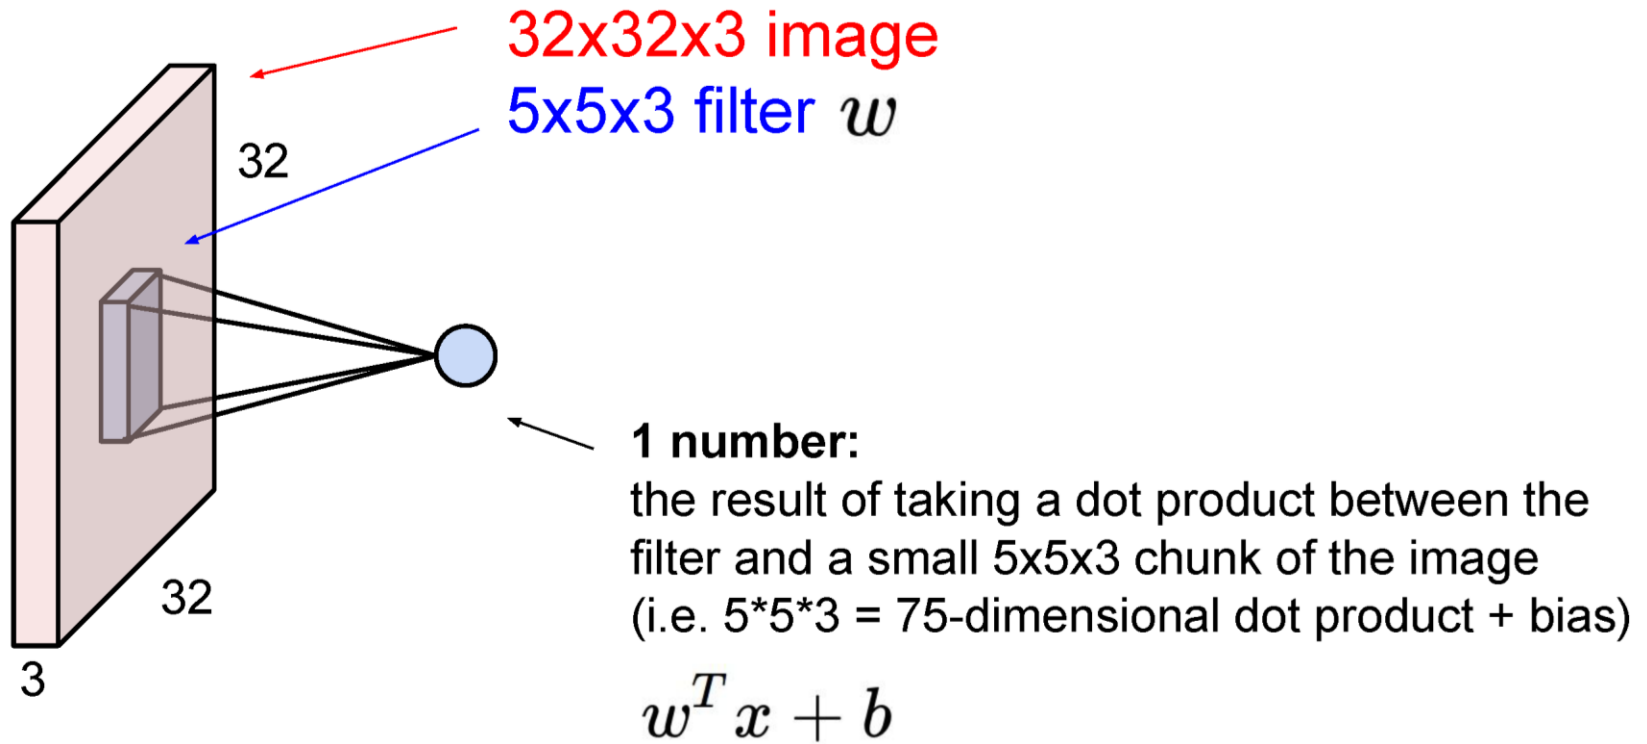 32x32x3 image
5x5x3 filter w
32
32
3
1 number:
the result of taking a dot product between the
filter and a small 5x5x3 chunk of the image
(i.e. 5*5*3 = 75-dimensional dot product + bias)
w^T x + b